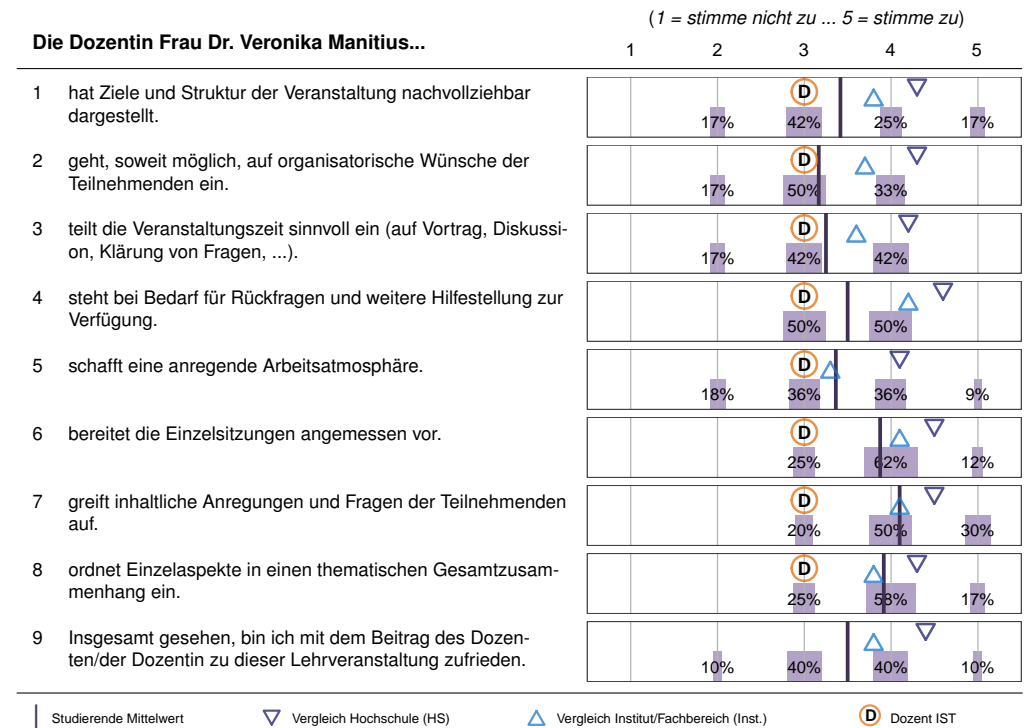 (1 = stimme nicht zu ... 5 = stimme zu)
Die Dozentin Frau Dr. Veronika Manitius...
1 2 3 4 5
1 hat Ziele und Struktur der Veranstaltung nachvollziehbar
dargestellt.
D
17% 42% 25% 17%
2 geht, soweit möglich, auf organisatorische Wünsche der
Teilnehmenden ein.
D
17% 50% 33%
3 teilt die Veranstaltungszeit sinnvoll ein (auf Vortrag, Diskussi-
on, Klärung von Fragen, ...).
D
17% 42% 42%
4 steht bei Bedarf für Rückfragen und weitere Hilfestellung zur
Verfügung.
D
50% 50%
5 schafft eine anregende Arbeitsatmosphäre.
D
18% 36% 36% 9%
6 bereitet die Einzelsitzungen angemessen vor.
D
25% 62% 12%
7 greift inhaltliche Anregungen und Fragen der Teilnehmenden
auf.
D
20% 50% 30%
8 ordnet Einzelaspekte in einen thematischen Gesamtzusam-
menhang ein.
D
25% 58% 17%
9 Insgesamt gesehen, bin ich mit dem Beitrag des Dozen-
ten/der Dozentin zu dieser Lehrveranstaltung zufrieden.
10% 40% 40% 10%
Studierende Mittelwert Vergleich Hochschule (HS) Vergleich Institut/Fachbereich (Inst.) D Dozent IST